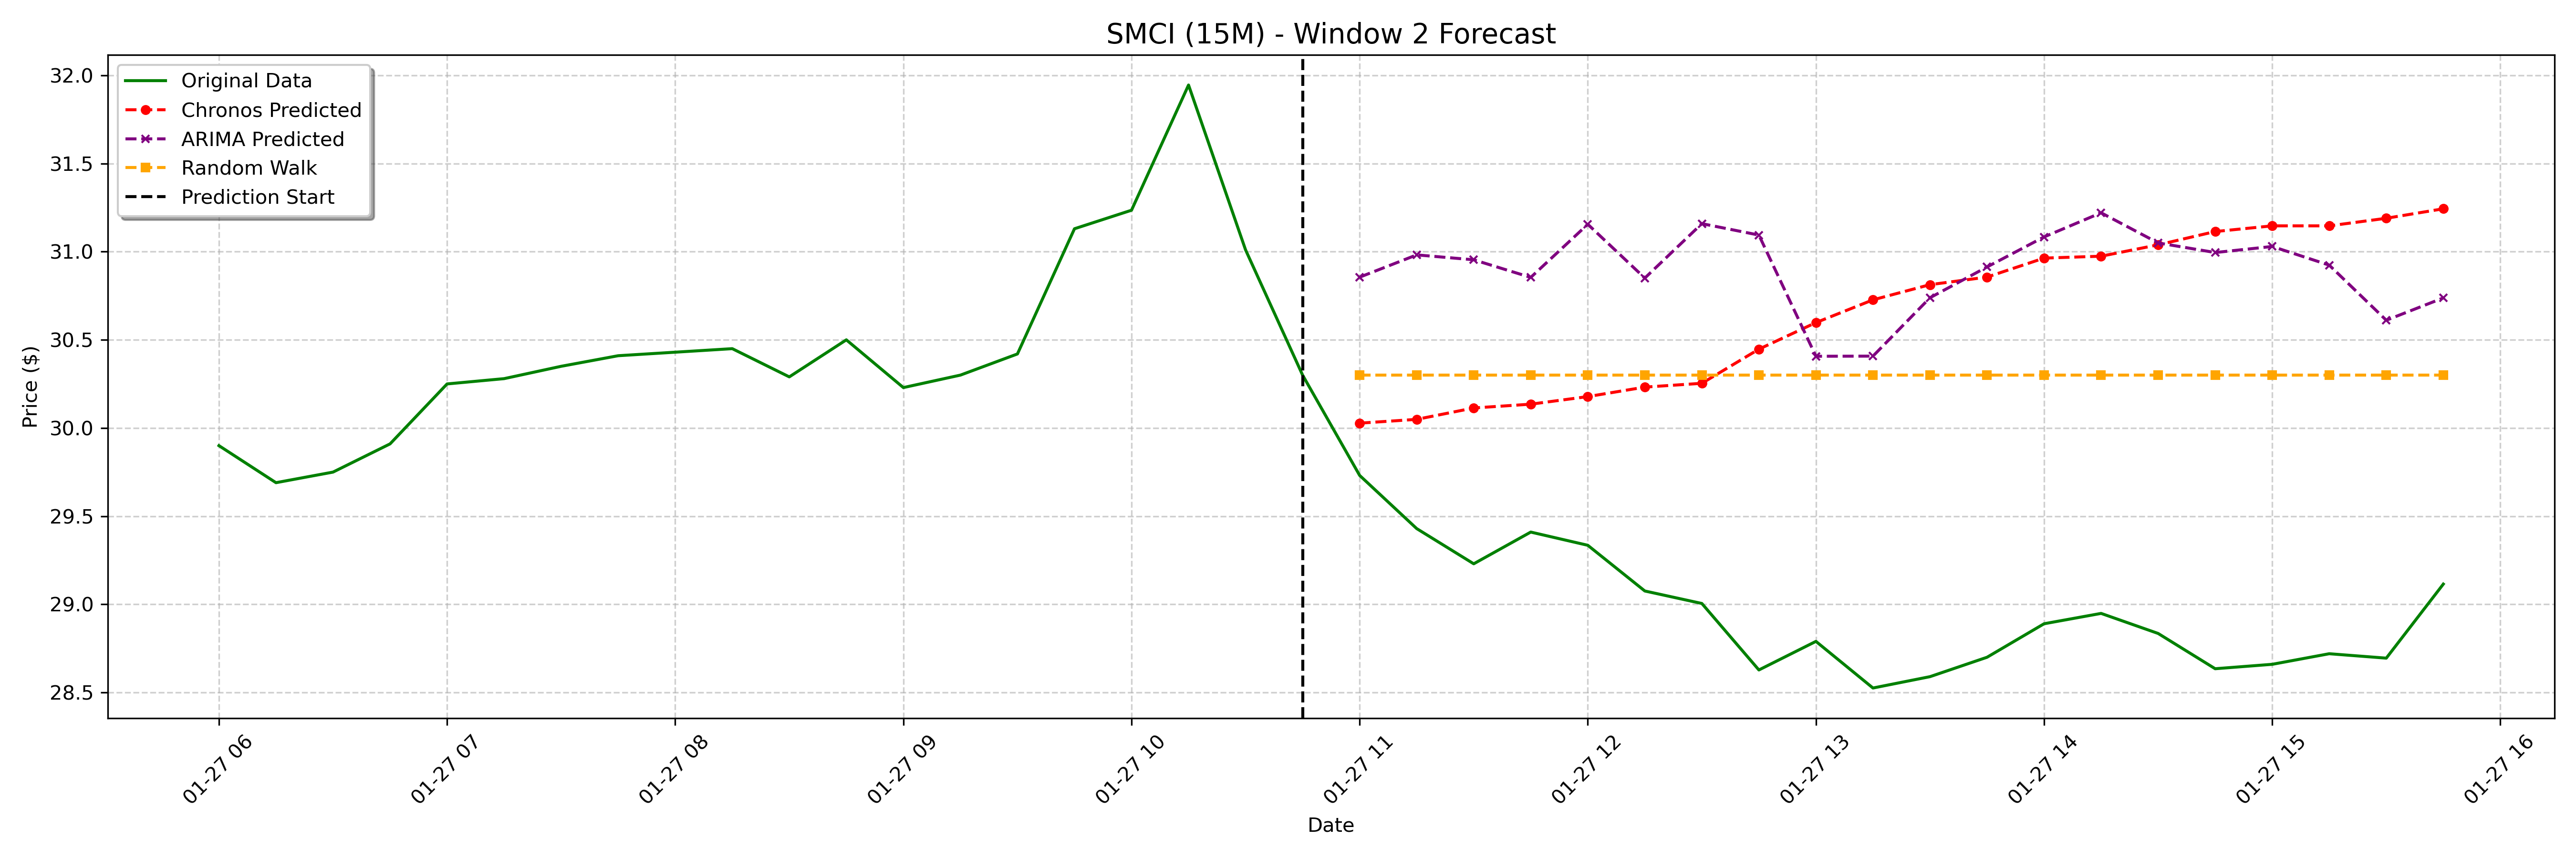 SMCI (15M) - Window 2 Forecast
Original Data
Chronos Predicted
ARIMA Predicted
Random Walk
Prediction Start
Price ($)
32.0
31.5
31.0
30.5
30.0
29.5
29.0
28.5
01-27 06
01-27 07
01-27 08
01-27 09
01-27 10
01-27 11
01-27 12
01-27 13
01-27 14
01-27 15
01-27 16
Date